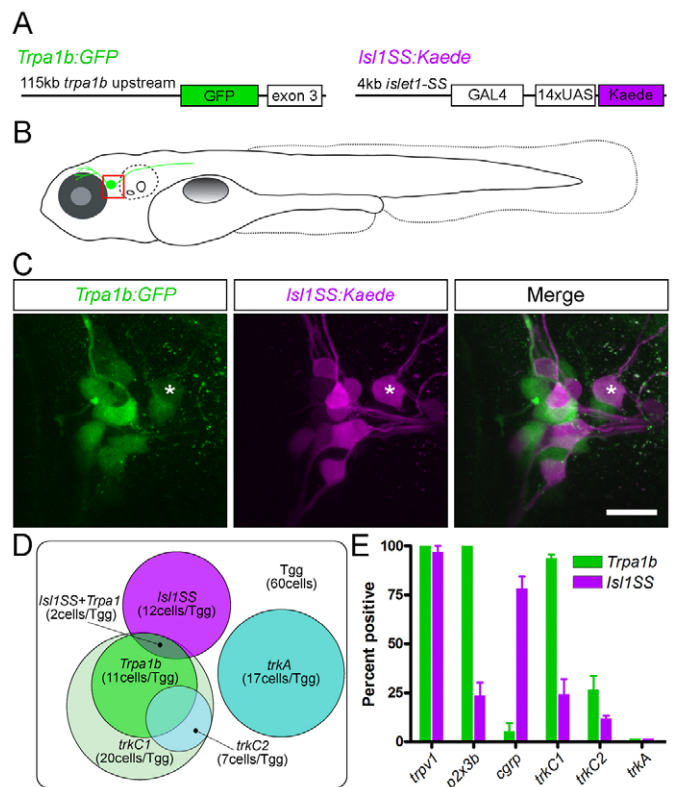 A
Trpa1b:GFP
Isl1SS:Kaede
115kb trpa1b upstream
GFP
exon 3
4kb islet1-SS
GAL4
14xUAS
Kaede
B
C
Trpa1b:GFP
Isl1SS:Kaede
Merge
*
*
*
D
Isl1SS
(12cells/Tgg)
Tgg
(60cells)
Isl1SS+Trpa1
(2cells/Tgg)
Trpa1b
(11cells/Tgg)
trkA
(17cells/Tgg)
trkC1
(20cells/Tgg)
trkC2
(7cells/Tgg)
E
Percent positive
100
75
50
25
0
Trpa1b
Isl1SS
trpv1
p2x3b
cgrp
trkC1
trkC2
trkA